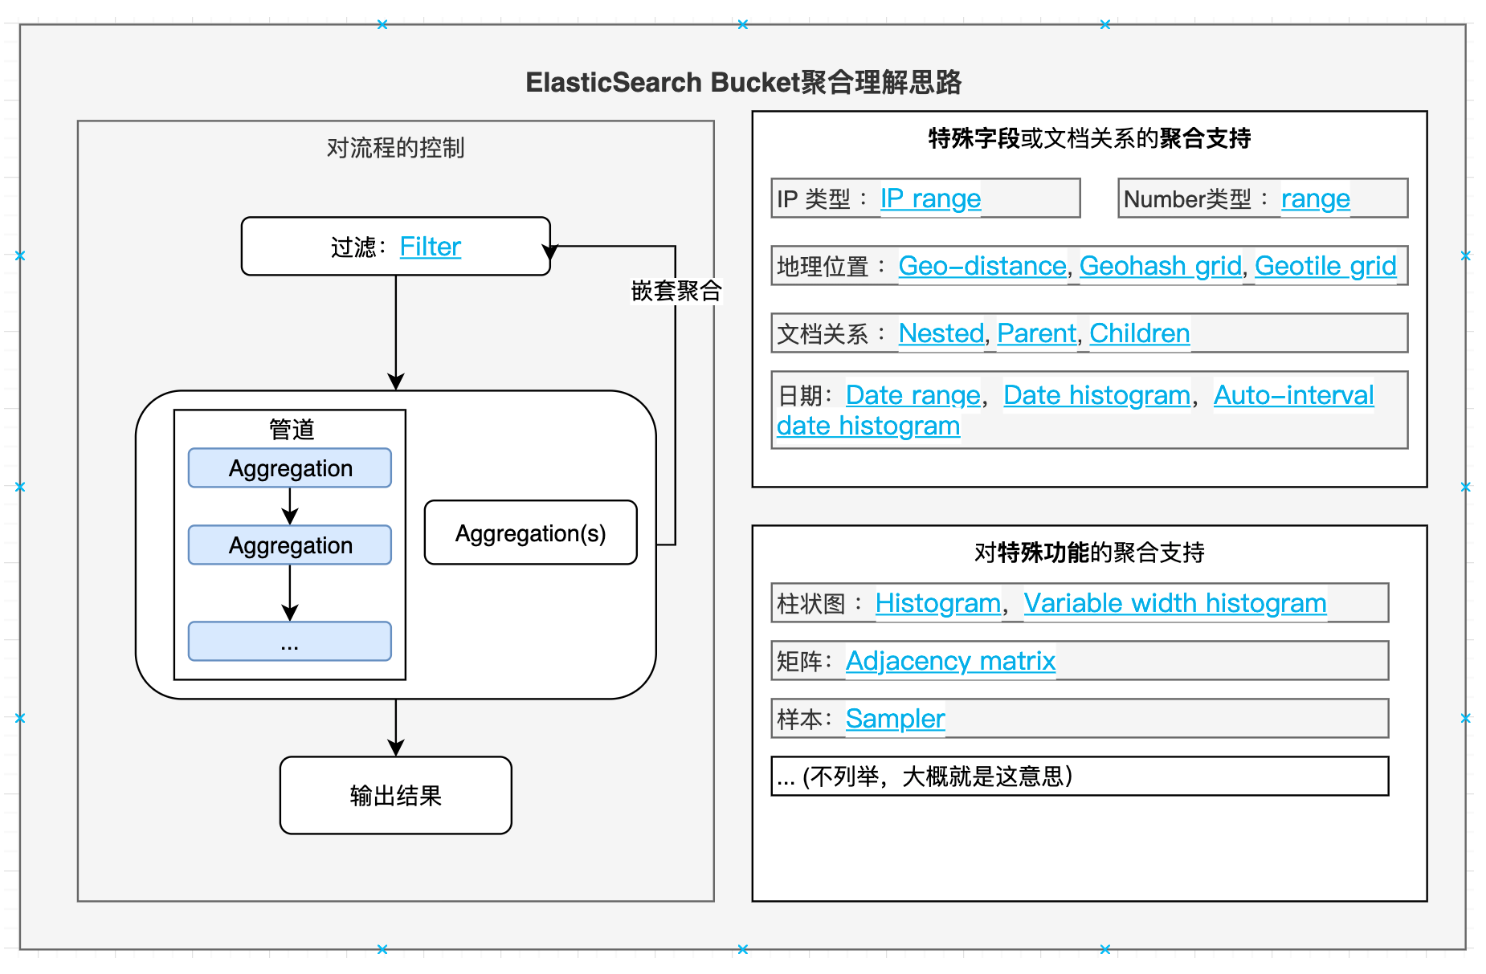 ElasticSearch Bucket聚合理解思路
对流程的控制
过滤：Filter
嵌套聚合
管道
Aggregation
Aggregation
...
Aggregation(s)
输出结果
特殊字段或文档关系的聚合支持
IP 类型 ：IP range
Number类型 ：range
地理位置 ：Geo-distance, Geohash grid, Geotile grid
文档关系 ：Nested, Parent, Children
日期：Date range，Date histogram，Auto-interval
date histogram
对特殊功能的聚合支持
柱状图 ：Histogram，Variable width histogram
矩阵：Adjacency matrix
样本：Sampler
... (不列举，大概就是这意思)